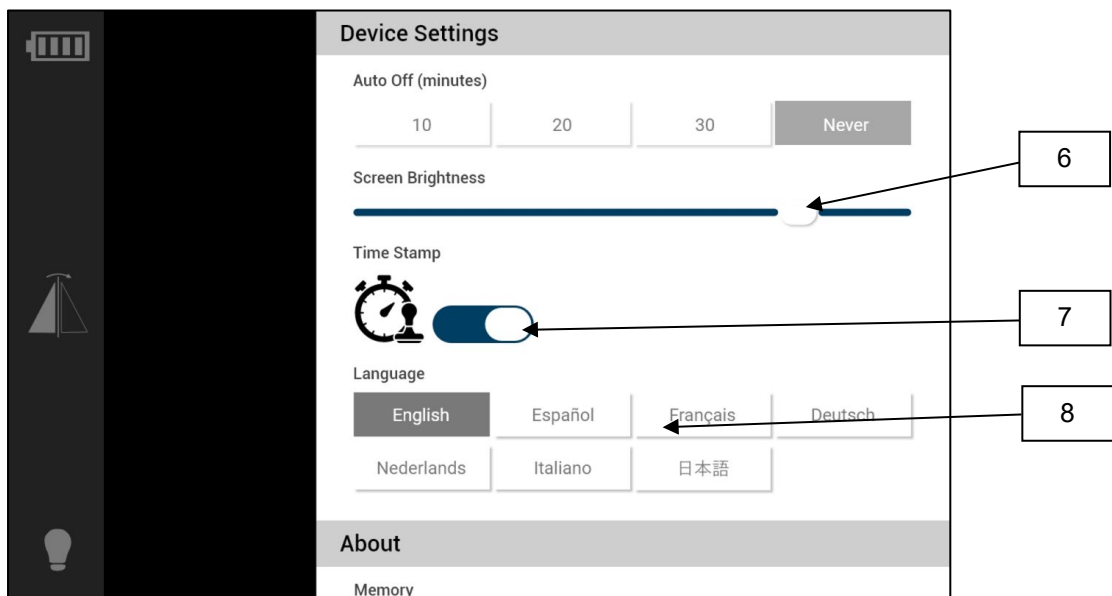 Device Settings
Auto Off (minutes)
10 20 30 Never
Screen Brightness
6
Time Stamp
7
Language
English Español Français Deutsch
8
Nederlands Italiano 日本語
About
Memory